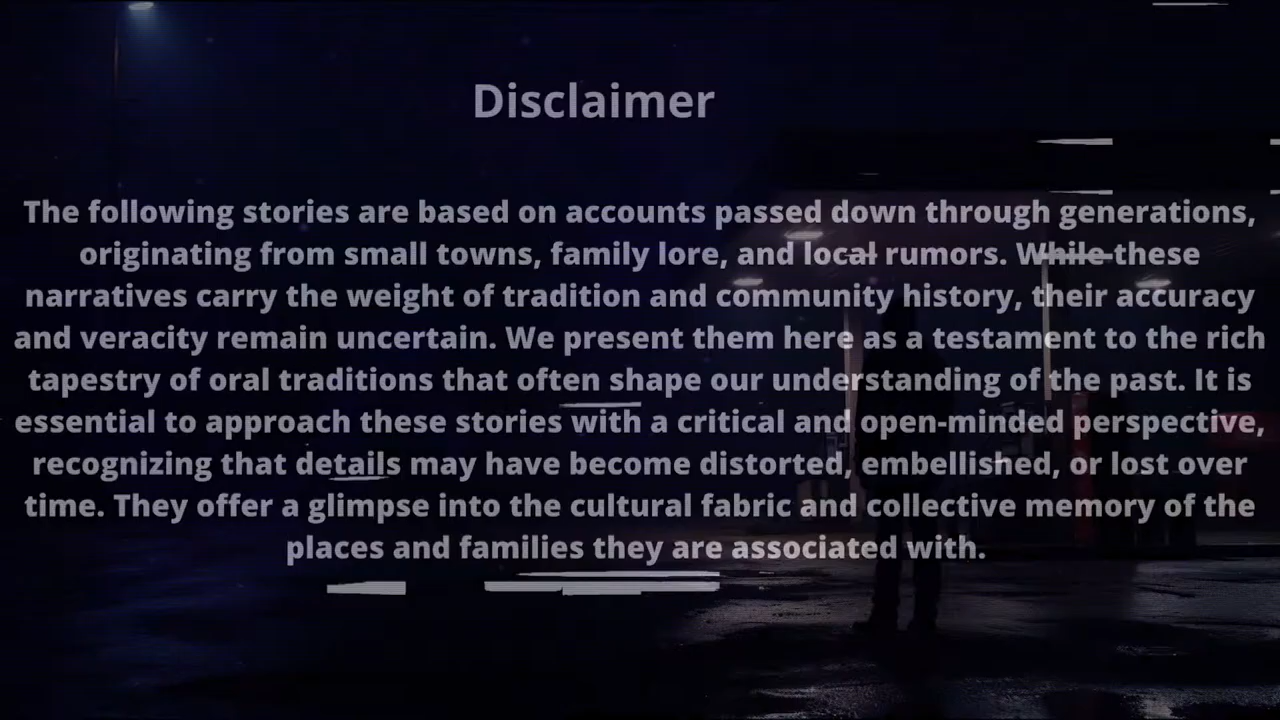 Disclaimer
The following stories are based on accounts passed down through generations,
originating from small towns, family lore, and local rumors. While these
narratives carry the weight of tradition and community history, their accuracy
and veracity remain uncertain. We present them here as a testament to the rich
tapestry of oral traditions that often shape our understanding of the past. It is
essential to approach these stories with a critical and open-minded perspective,
recognizing that details may have become distorted, embellished, or lost over
time. They offer a glimpse into the cultural fabric and collective memory of the
places and families they are associated with.